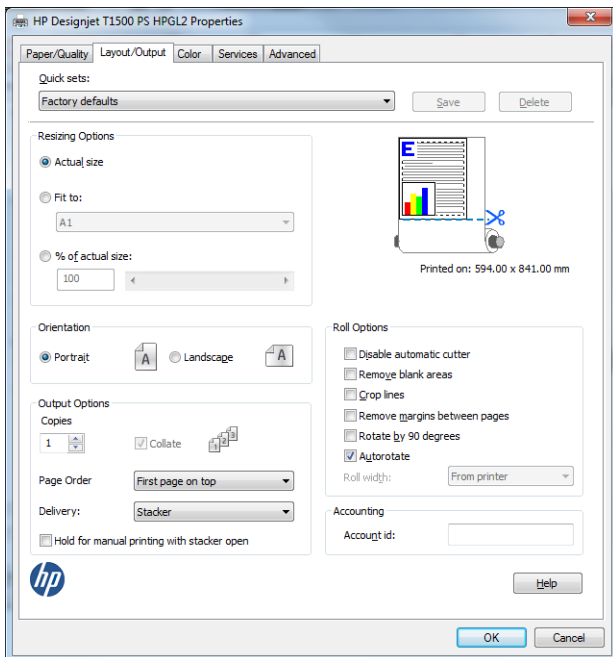 HP Designjet T1500 PS HPGL2 Properties
Paper/Quality Layout/Output Color Services Advanced
Quick sets:
Factory defaults Save Delete
Resizing Options
Actual size
Fit to:
A1
% of actual size:
100
E
Printed on: 594.00 x 841.00 mm
Orientation
Portrait A Landscape A
Output Options
Copies
1 Collate 1 2 3
Page Order First page on top
Delivery: Stacker
Hold for manual printing with stacker open
Roll Options
Disable automatic cutter
Remove blank areas
Crop lines
Remove margins between pages
Rotate by 90 degrees
Autorotate
Roll width: From printer
Accounting
Account id:
hp
Help
OK Cancel